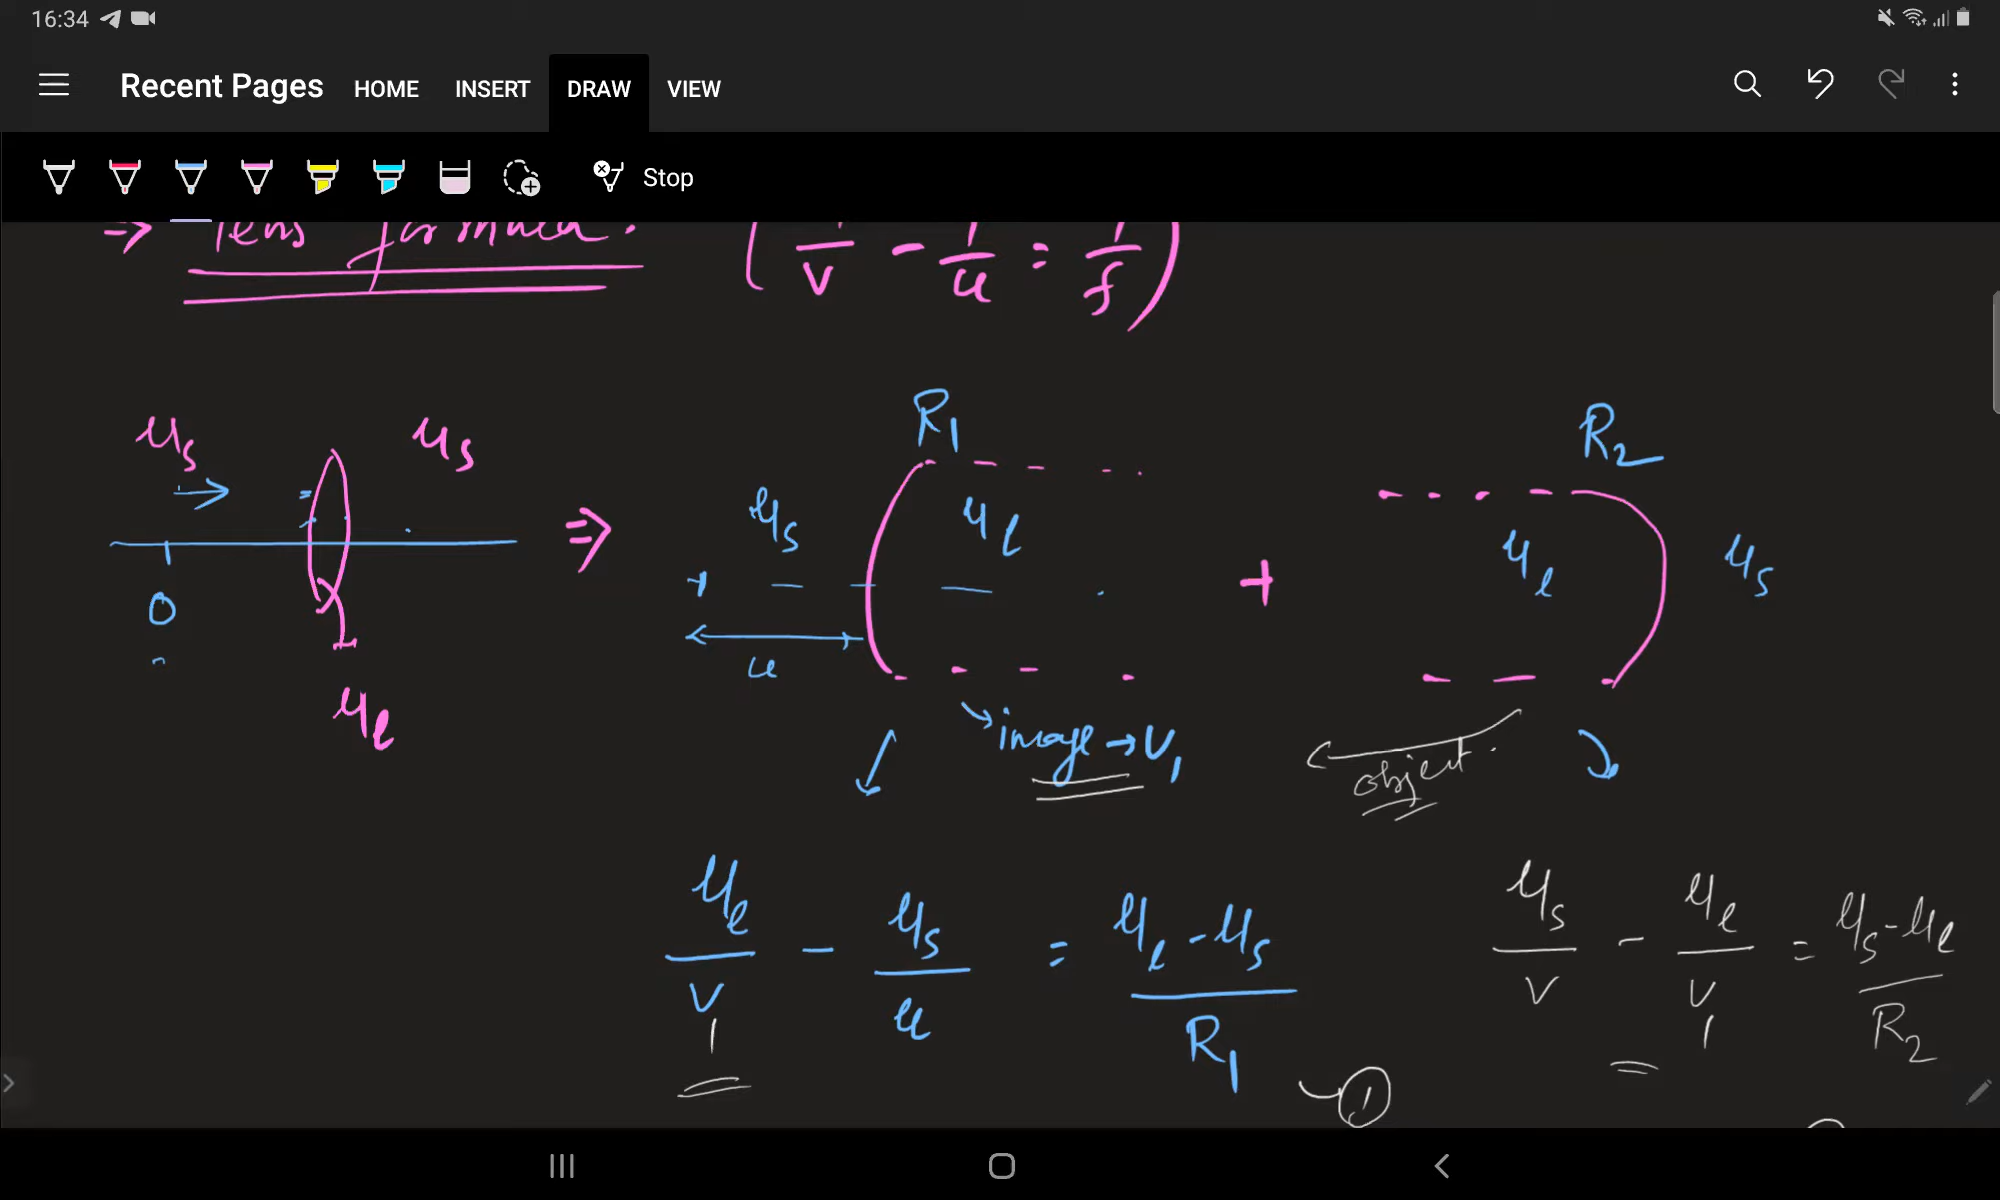 16:34
Recent Pages HOME INSERT DRAW VIEW
Stop
⇒ lens formula: (1/v - 1/u = 1/f)
μs μs R1 R2
μs μl μl μs
⇒ +
O
u
μl
image → V1
object
μl/V1 - μs/u = μl-μs/R1 μs/V - μl/V1 = μs-μl/R2
①